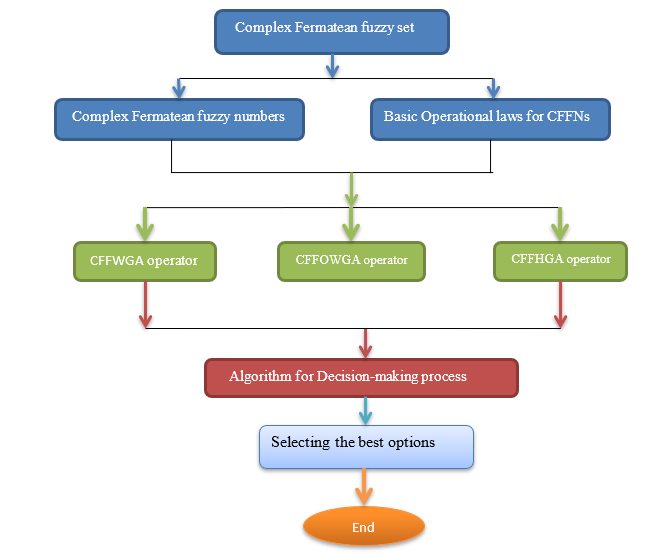 Complex Fermatean fuzzy set
Complex Fermatean fuzzy numbers
Basic Operational laws for CFFNs
CFFWGA operator
CFFOWGA operator
CFFHGA operator
Algorithm for Decision-making process
Selecting the best options
End